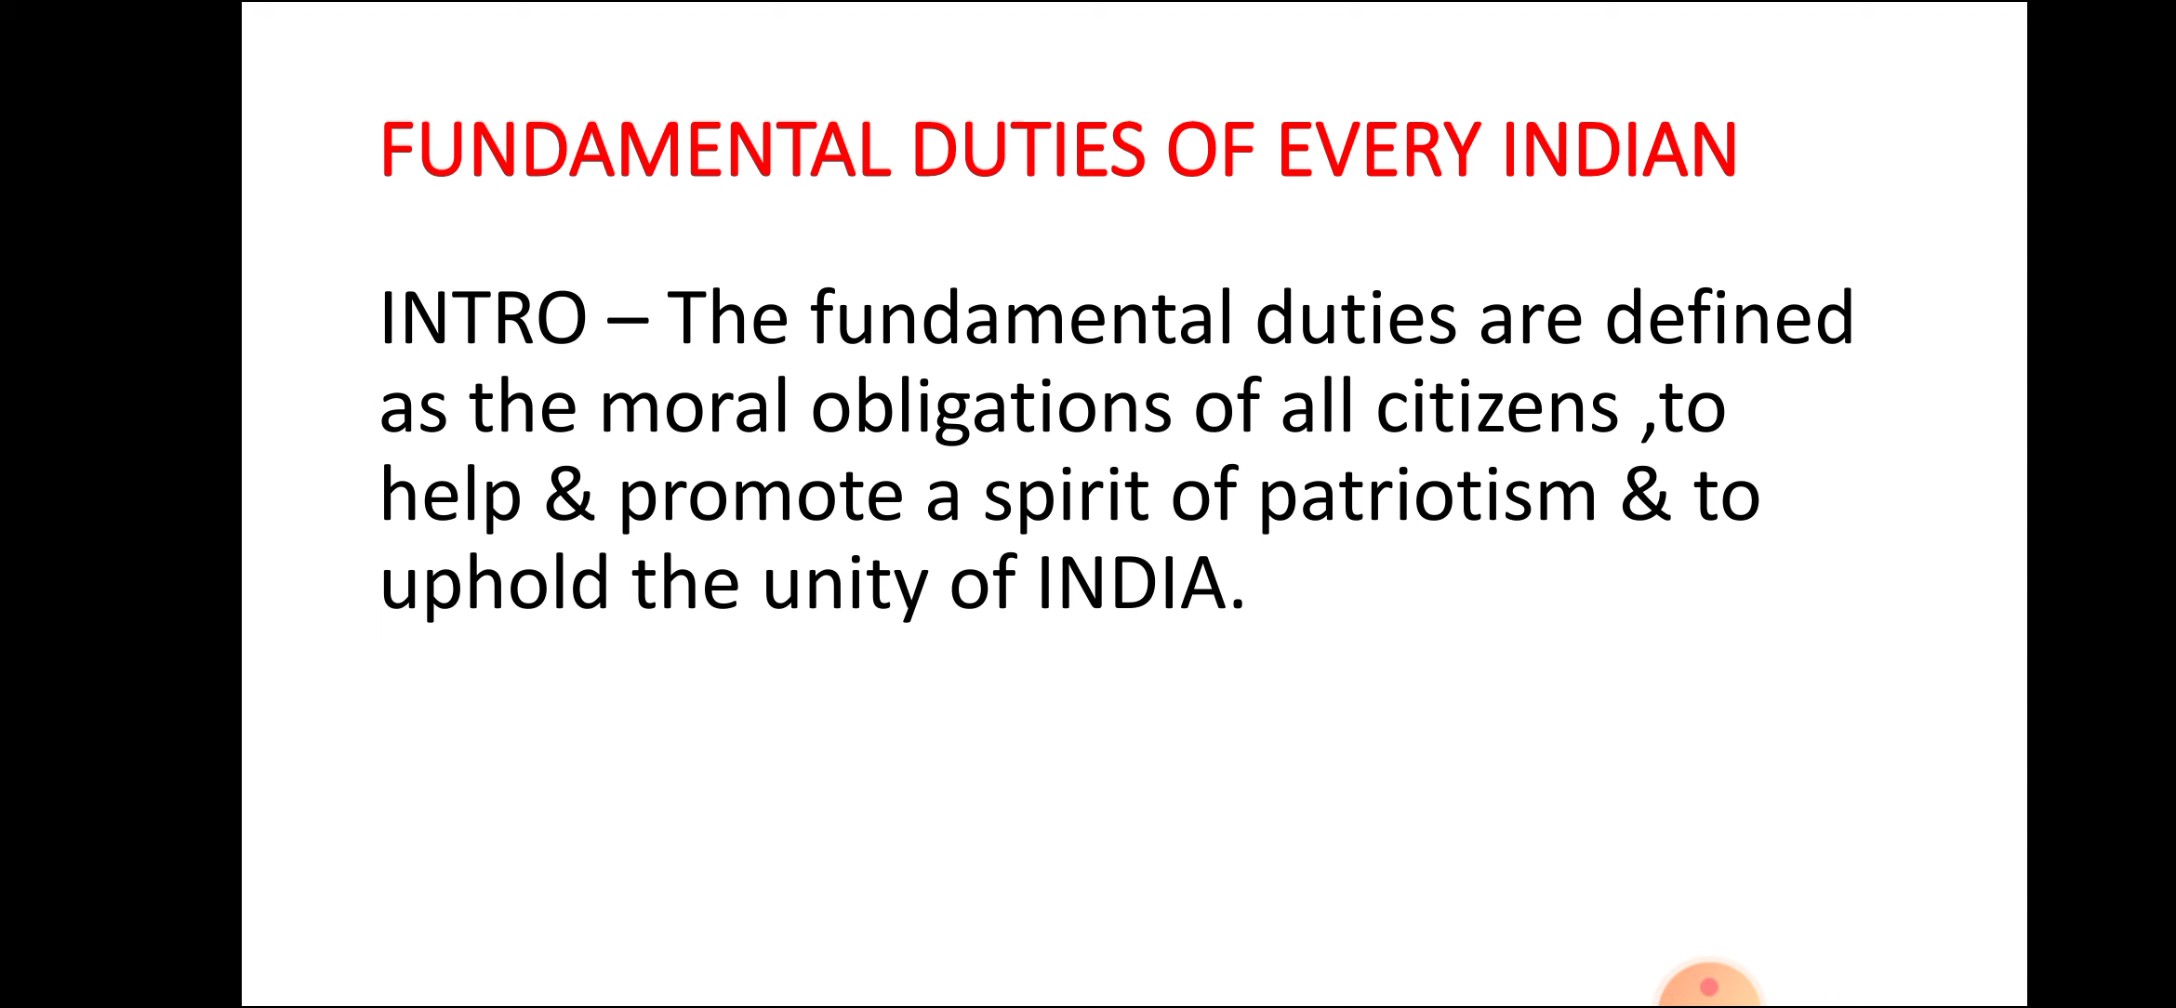 FUNDAMENTAL DUTIES OF EVERY INDIAN
INTRO – The fundamental duties are defined
as the moral obligations of all citizens ,to
help & promote a spirit of patriotism & to
uphold the unity of INDIA.